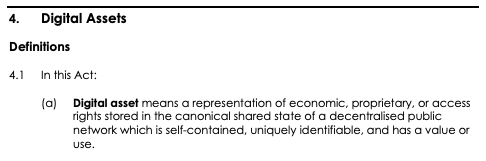 4. Digital Assets
Definitions
4.1 In this Act:
(a) Digital asset means a representation of economic, proprietary, or access
rights stored in the canonical shared state of a decentralised public
network which is self-contained, uniquely identifiable, and has a value or
use.